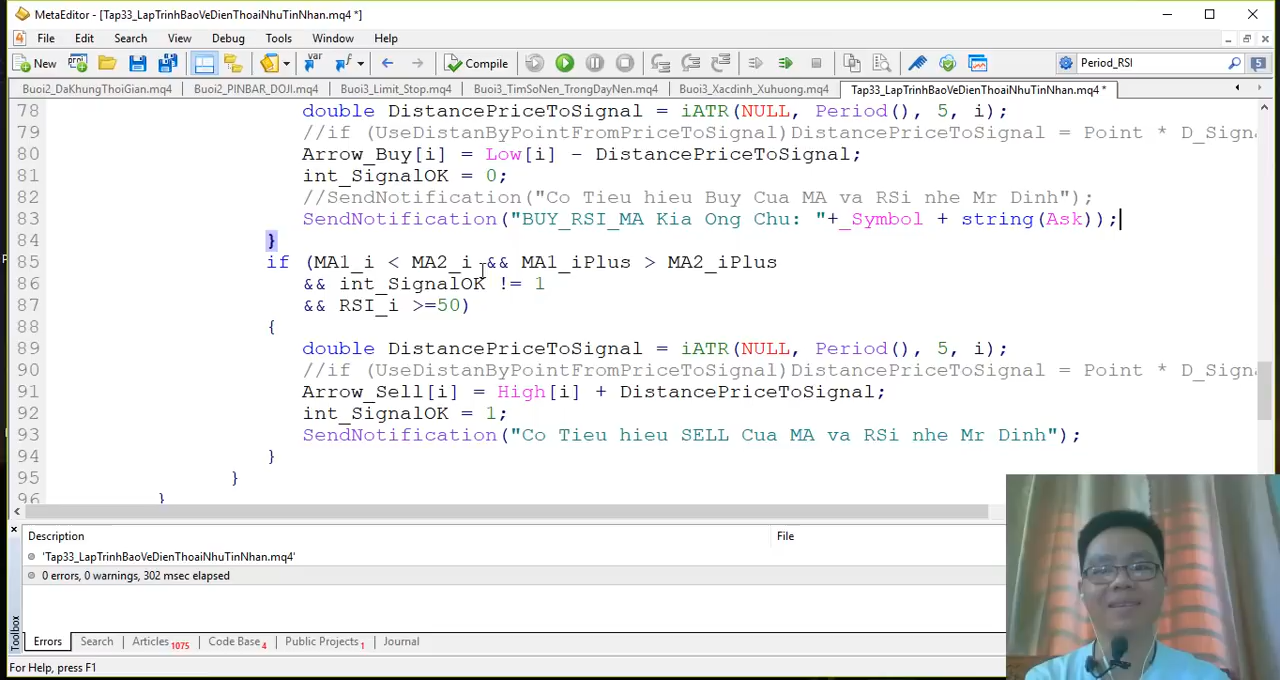 MetaEditor - [Tap33_LapTrinhBaoVeDienThoaiNhuTinNhan.mq4 *]
File Edit Search View Debug Tools Window Help
New Compile Period_RSI 5
Buoi2_DaKhungThoiGian.mq4 Buoi2_PINBAR_DOJI.mq4 Buoi3_Limit_Stop.mq4 Buoi3_TimSoNen_TrongDayNen.mq4 Buoi3_Xacdinh_Xuhuong.mq4 Tap33_LapTrinhBaoVeDienThoaiNhuTinNhan.mq4 *
78 double DistancePriceToSignal = iATR(NULL, Period(), 5, i);
79 //if (UseDistanByPointFromPriceToSignal)DistancePriceToSignal = Point * D_Signa
80 Arrow_Buy[i] = Low[i] - DistancePriceToSignal;
81 int_SignalOK = 0;
82 //SendNotification("Co Tieu hieu Buy Cua MA va RSi nhe Mr Dinh");
83 SendNotification("BUY_RSI_MA Kia Ong Chu: "+_Symbol + string(Ask));
84 }
85 if (MA1_i < MA2_i && MA1_iPlus > MA2_iPlus
86 && int_SignalOK != 1
87 && RSI_i >=50)
88 {
89 double DistancePriceToSignal = iATR(NULL, Period(), 5, i);
90 //if (UseDistanByPointFromPriceToSignal)DistancePriceToSignal = Point * D_Signa
91 Arrow_Sell[i] = High[i] + DistancePriceToSignal;
92 int_SignalOK = 1;
93 SendNotification("Co Tieu hieu SELL Cua MA va RSi nhe Mr Dinh");
94 }
95 }
96 }
Description File
'Tap33_LapTrinhBaoVeDienThoaiNhuTinNhan.mq4'
0 errors, 0 warnings, 302 msec elapsed
Toolbox
Errors Search Articles 1075 Code Base 4 Public Projects 1 Journal
For Help, press F1